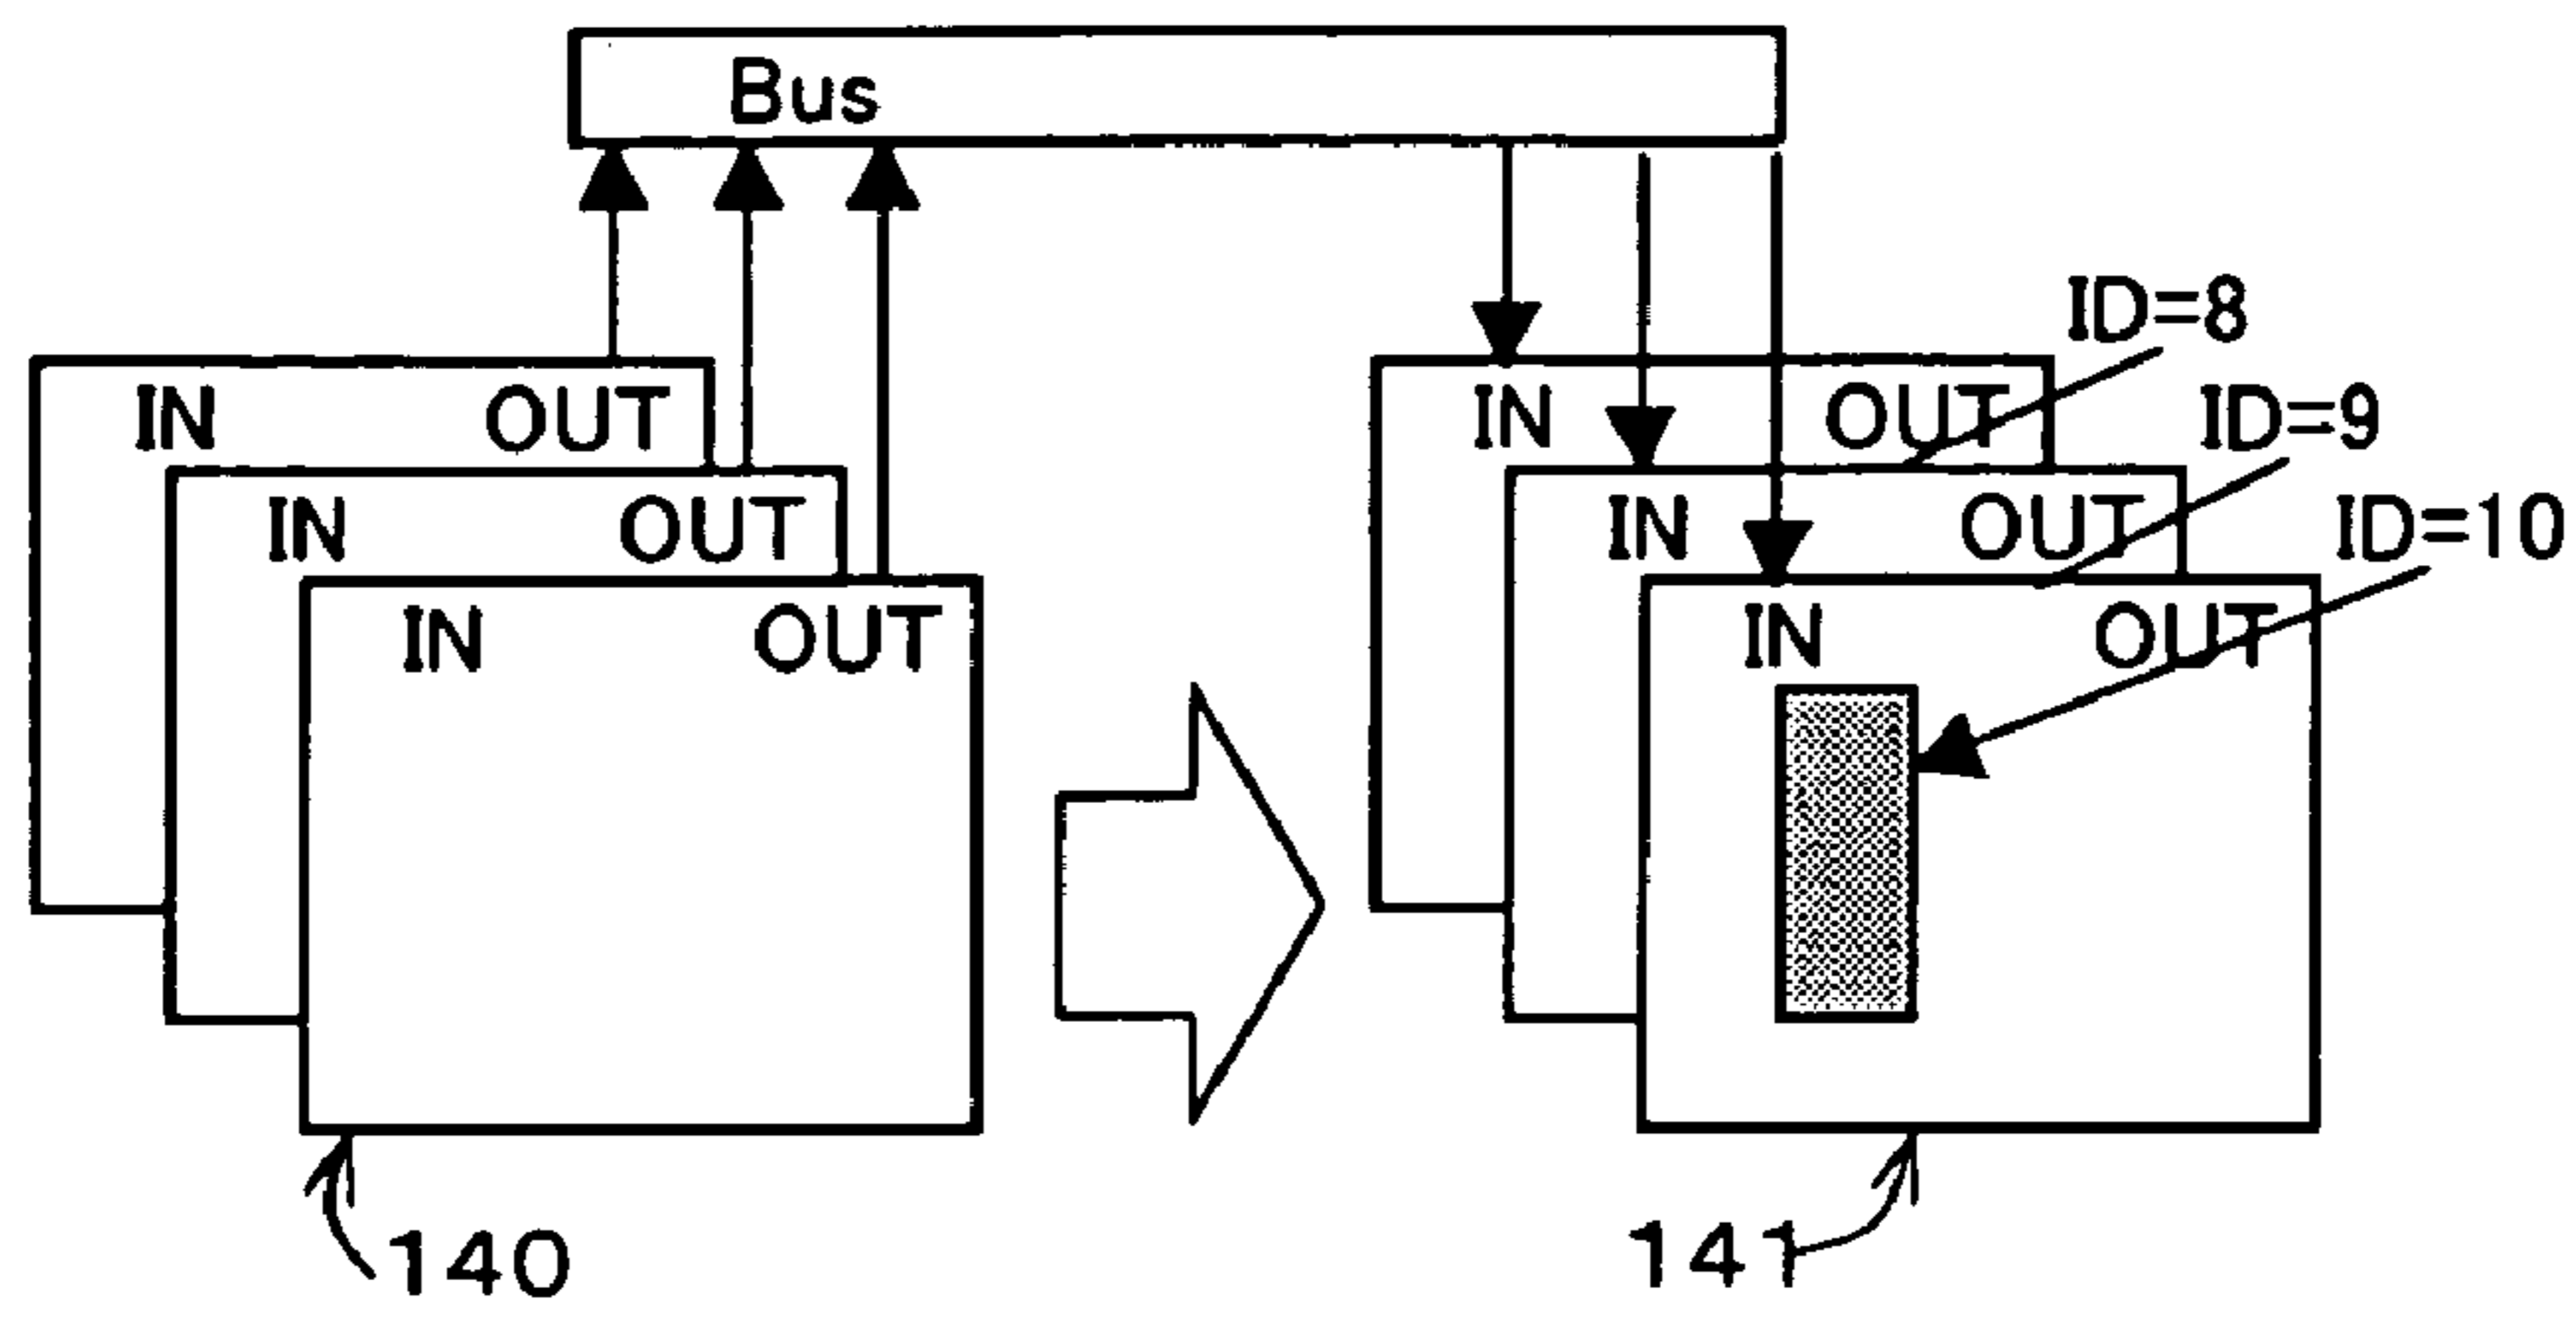 Bus
ID=8
IN OUT IN OUT ID=9
IN OUT IN OUT ID=10
IN OUT IN OUT
140 141